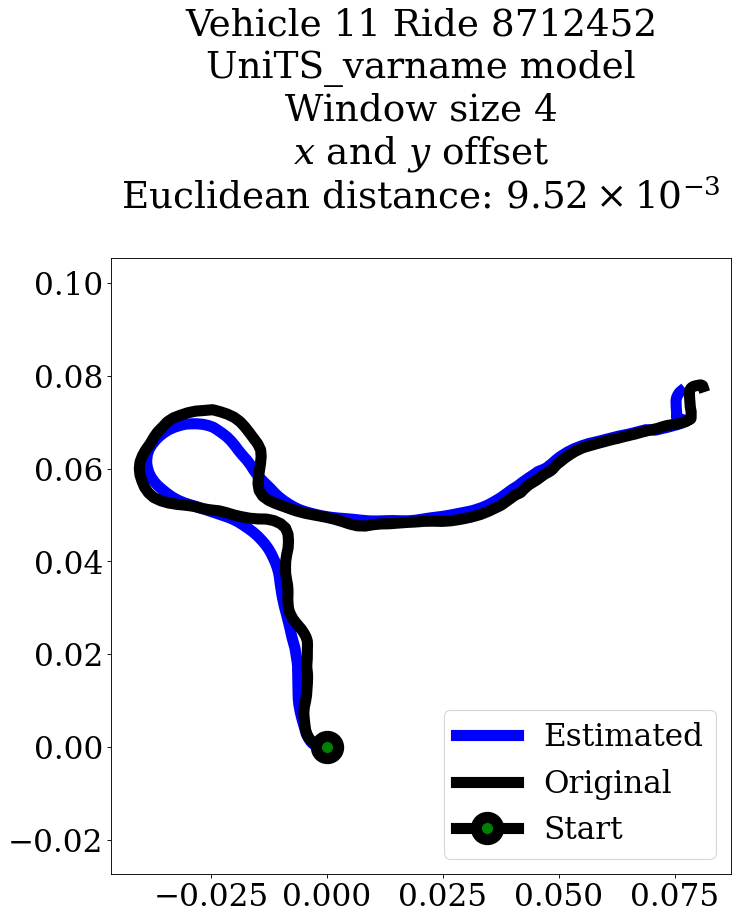 Vehicle 11 Ride 8712452
UniTS_varname model
Window size 4
x and y offset
Euclidean distance: 9.52 × 10⁻³
0.10
0.08
0.06
0.04
0.02
0.00
−0.02
Estimated
Original
Start
−0.025 0.000 0.025 0.050 0.075